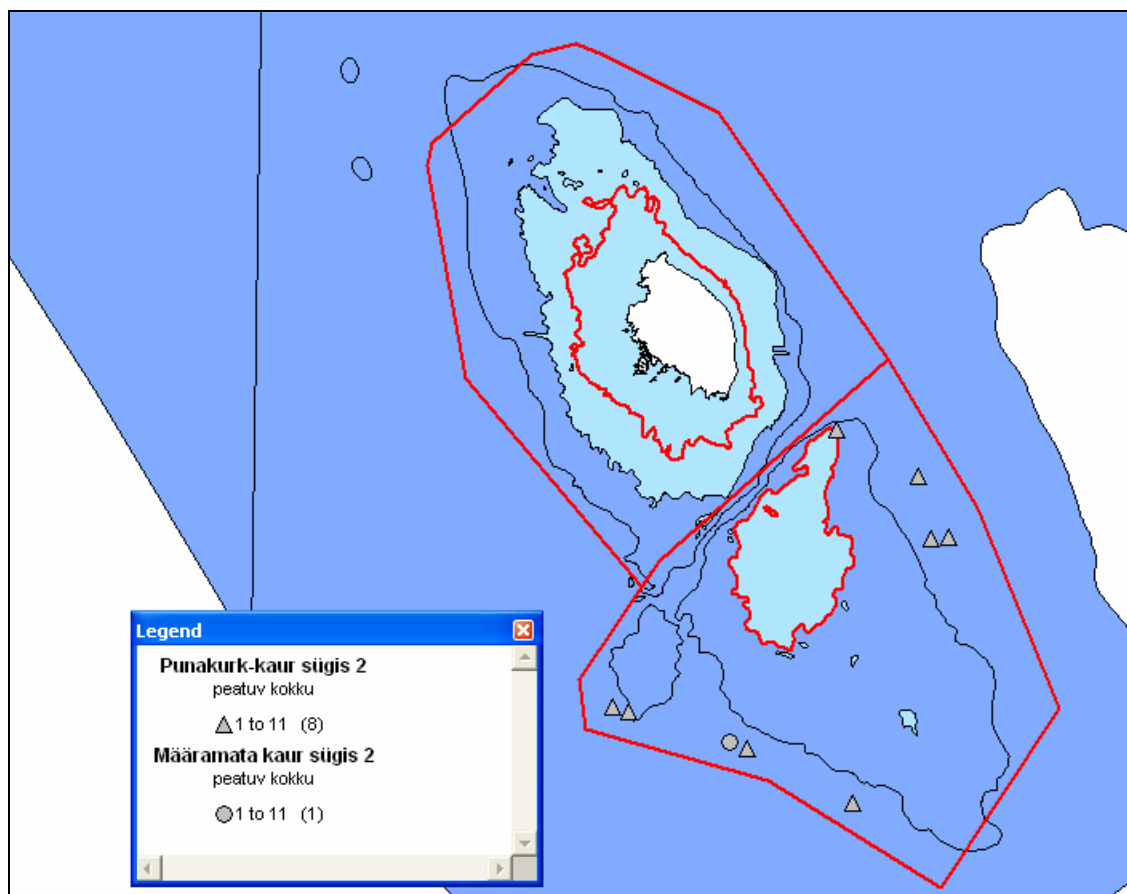 Legend
Punakurk-kaur sügis 2
peatuv kokku
1 to 11 (8)
Määramata kaur sügis 2
peatuv kokku
1 to 11 (1)